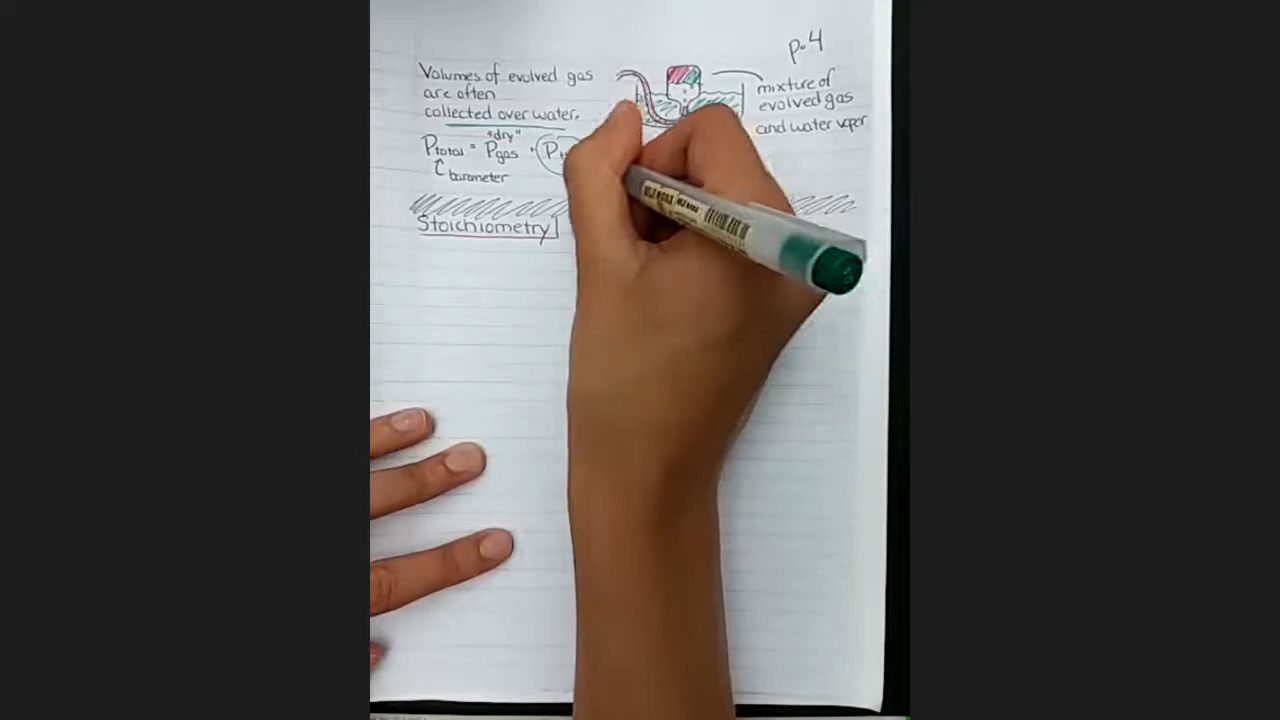 p.4
Volumes of evolved gas
are often
collected over water.
mixture of
evolved gas
and water vapor
"dry"
Ptotal = Pgas + P
barometer
Stoichiometry